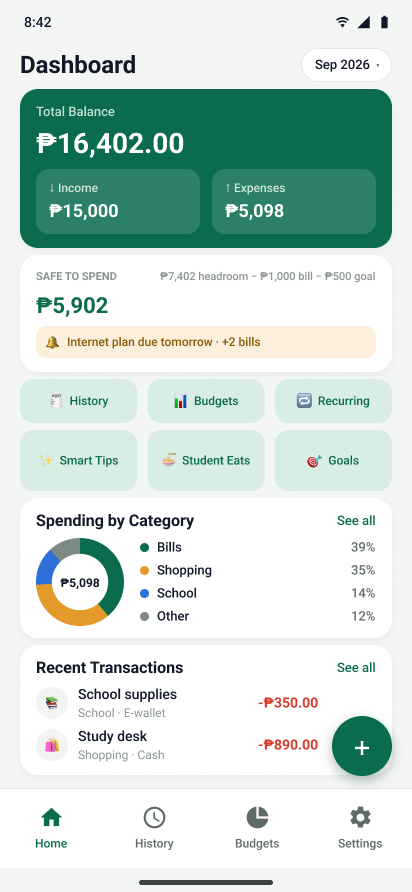 8:42
Dashboard
Sep 2026
Total Balance
₱16,402.00
↓ Income
₱15,000
↑ Expenses
₱5,098
SAFE TO SPEND
₱7,402 headroom − ₱1,000 bill − ₱500 goal
₱5,902
Internet plan due tomorrow · +2 bills
History
Budgets
Recurring
Smart Tips
Student Eats
Goals
Spending by Category
See all
₱5,098
Bills 39%
Shopping 35%
School 14%
Other 12%
Recent Transactions
See all
School supplies
-₱350.00
School · E-wallet
Study desk
-₱890.00
Shopping · Cash
+
Home
History
Budgets
Settings